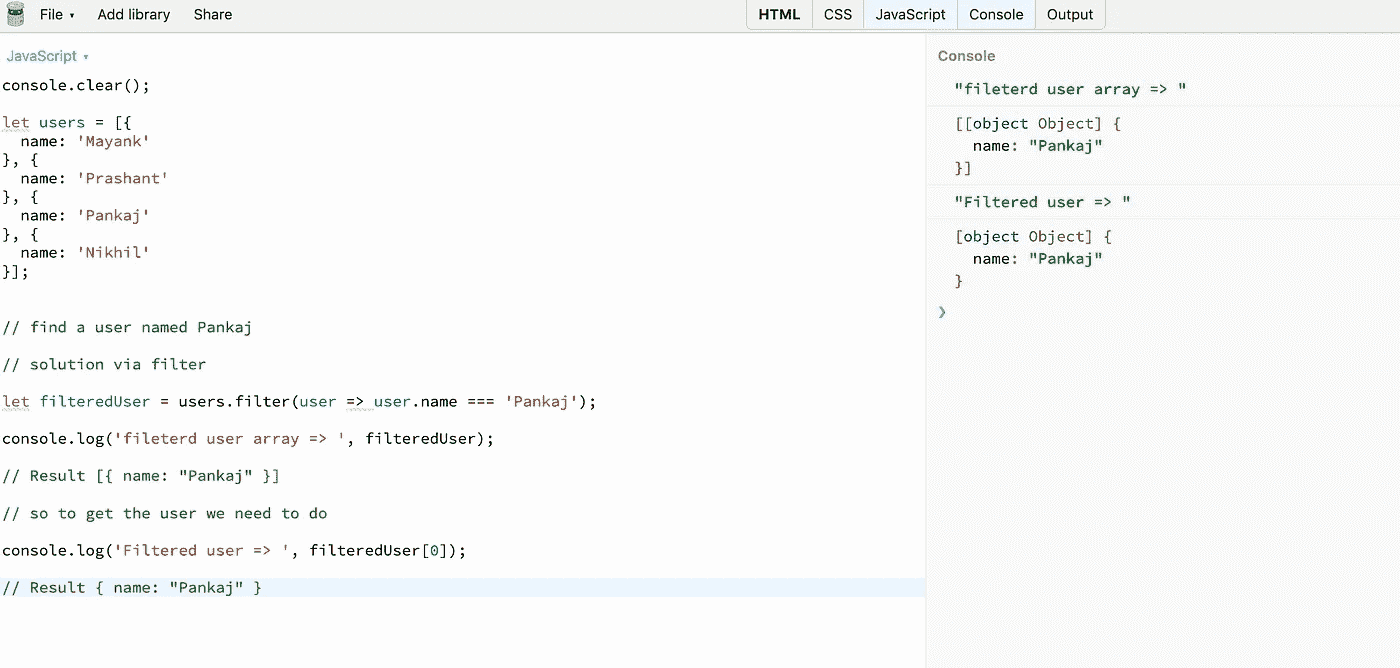 File ▾ Add library Share HTML CSS JavaScript Console Output
JavaScript ▾
console.clear();
let users = [{
  name: 'Mayank'
}, {
  name: 'Prashant'
}, {
  name: 'Pankaj'
}, {
  name: 'Nikhil'
}];
// find a user named Pankaj
// solution via filter
let filteredUser = users.filter(user => user.name === 'Pankaj');
console.log('fileterd user array => ', filteredUser);
// Result [{ name: "Pankaj" }]
// so to get the user we need to do
console.log('Filtered user => ', filteredUser[0]);
// Result { name: "Pankaj" }
Console
"fileterd user array => "
[[object Object] {
  name: "Pankaj"
}]
"Filtered user => "
[object Object] {
  name: "Pankaj"
}
❯